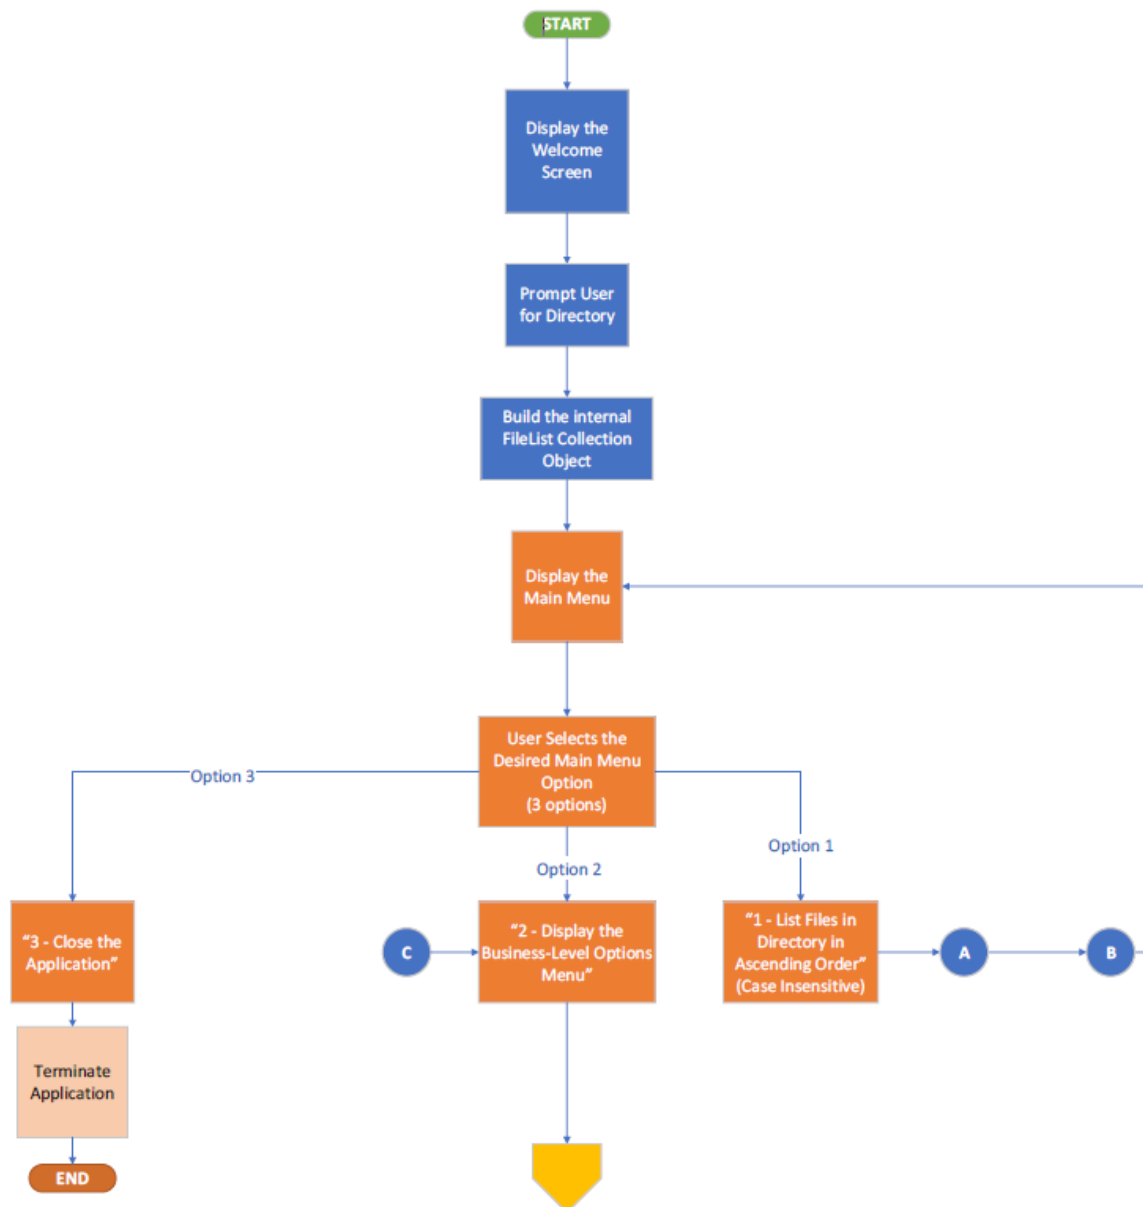 START
Display the
Welcome
Screen
Prompt User
for Directory
Build the internal
FileList Collection
Object
Display the
Main Menu
User Selects the
Desired Main Menu
Option
(3 options)
Option 3
Option 2
Option 1
“3 - Close the
Application”
C
“2 - Display the
Business-Level Options
Menu”
“1 - List Files in
Directory in
Ascending Order”
(Case Insensitive)
A
B
Terminate
Application
END